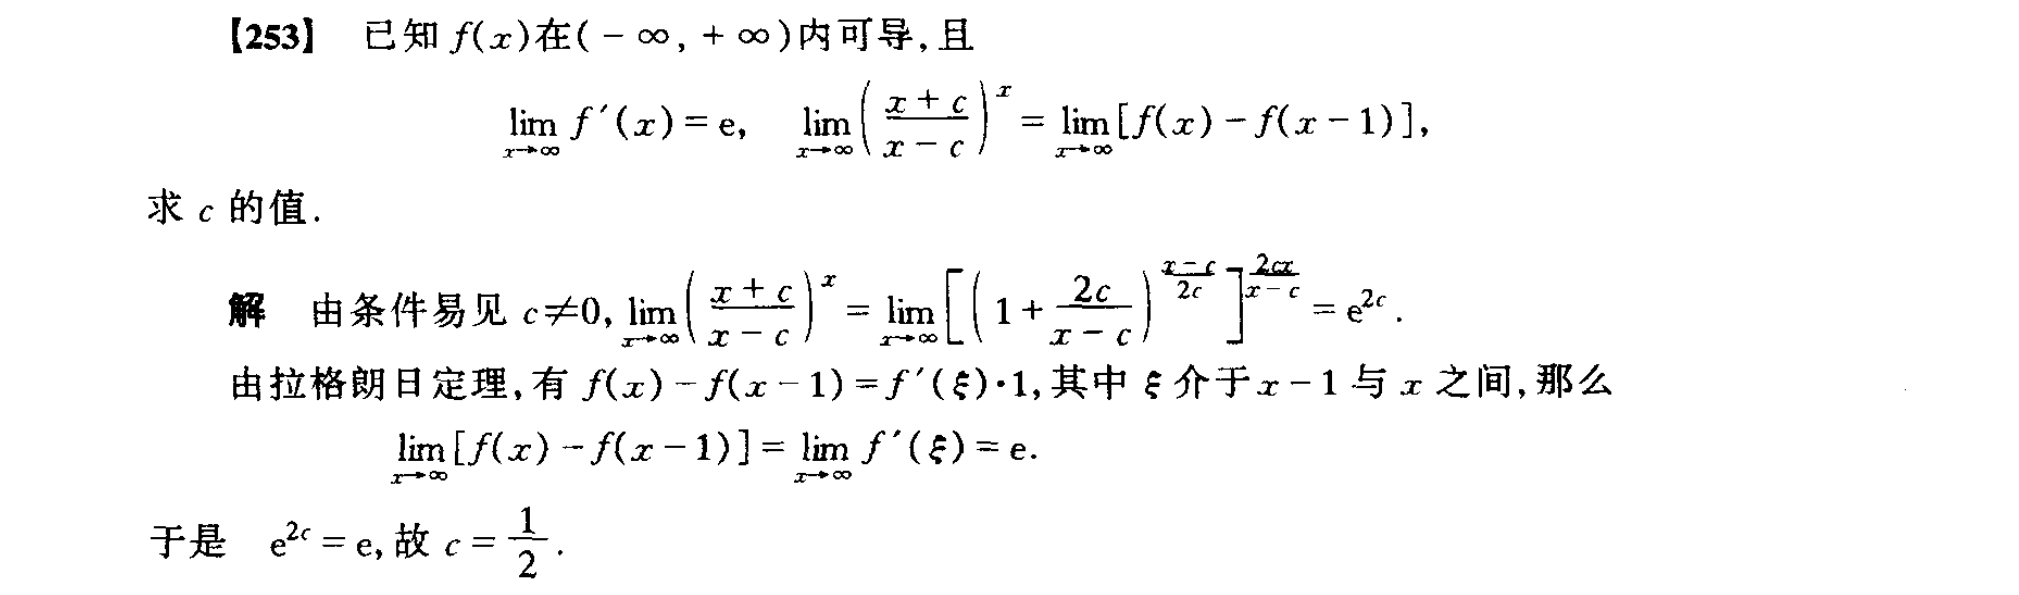 【253】 已知 f(x)在(－∞,＋∞)内可导,且
lim_{x→∞} f′(x)=e, lim_{x→∞}((x+c)/(x−c))^x = lim_{x→∞}[f(x)−f(x−1)],
求 c 的值.
解 由条件易见 c≠0, lim_{x→∞}((x+c)/(x−c))^x = lim_{x→∞}[(1+2c/(x−c))^{(x−c)/2c}]^{2cx/(x−c)} = e^{2c}.
由拉格朗日定理,有 f(x)−f(x−1)=f′(ξ)·1,其中 ξ 介于 x−1 与 x 之间,那么
lim_{x→∞}[f(x)−f(x−1)]= lim_{x→∞} f′(ξ)=e.
于是 e^{2c}=e,故 c=1/2.